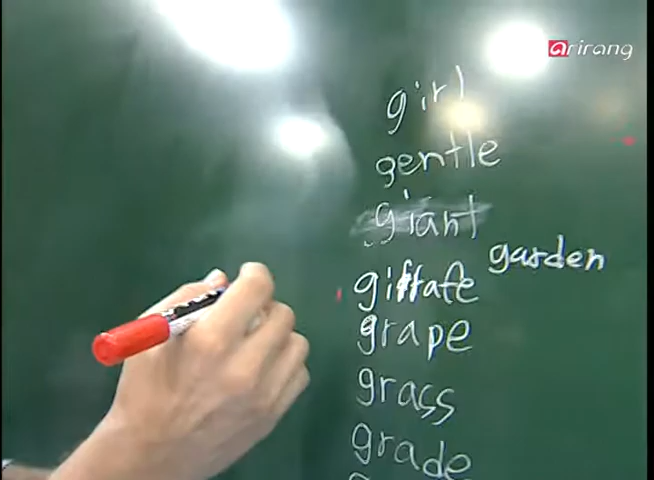 arirang
girl
gentle
giant
garden
giraffe
grape
grass
grade